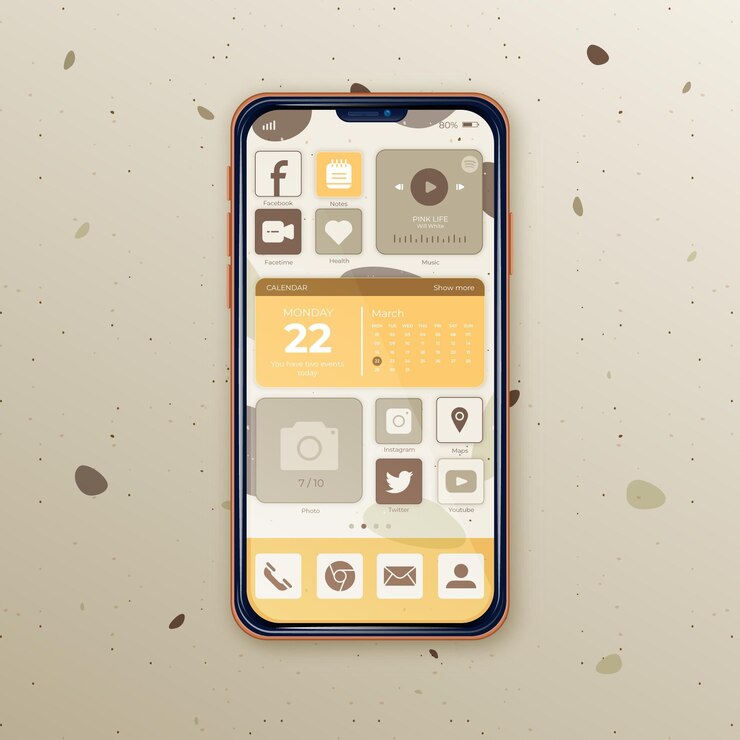 80%
Facebook
Notes
PINK LIFE
Will White
Facetime
Health
Music
CALENDAR
Show more
MONDAY
22
You have two events
today
March
7 / 10
Photo
Instagram
Maps
Twitter
Youtube